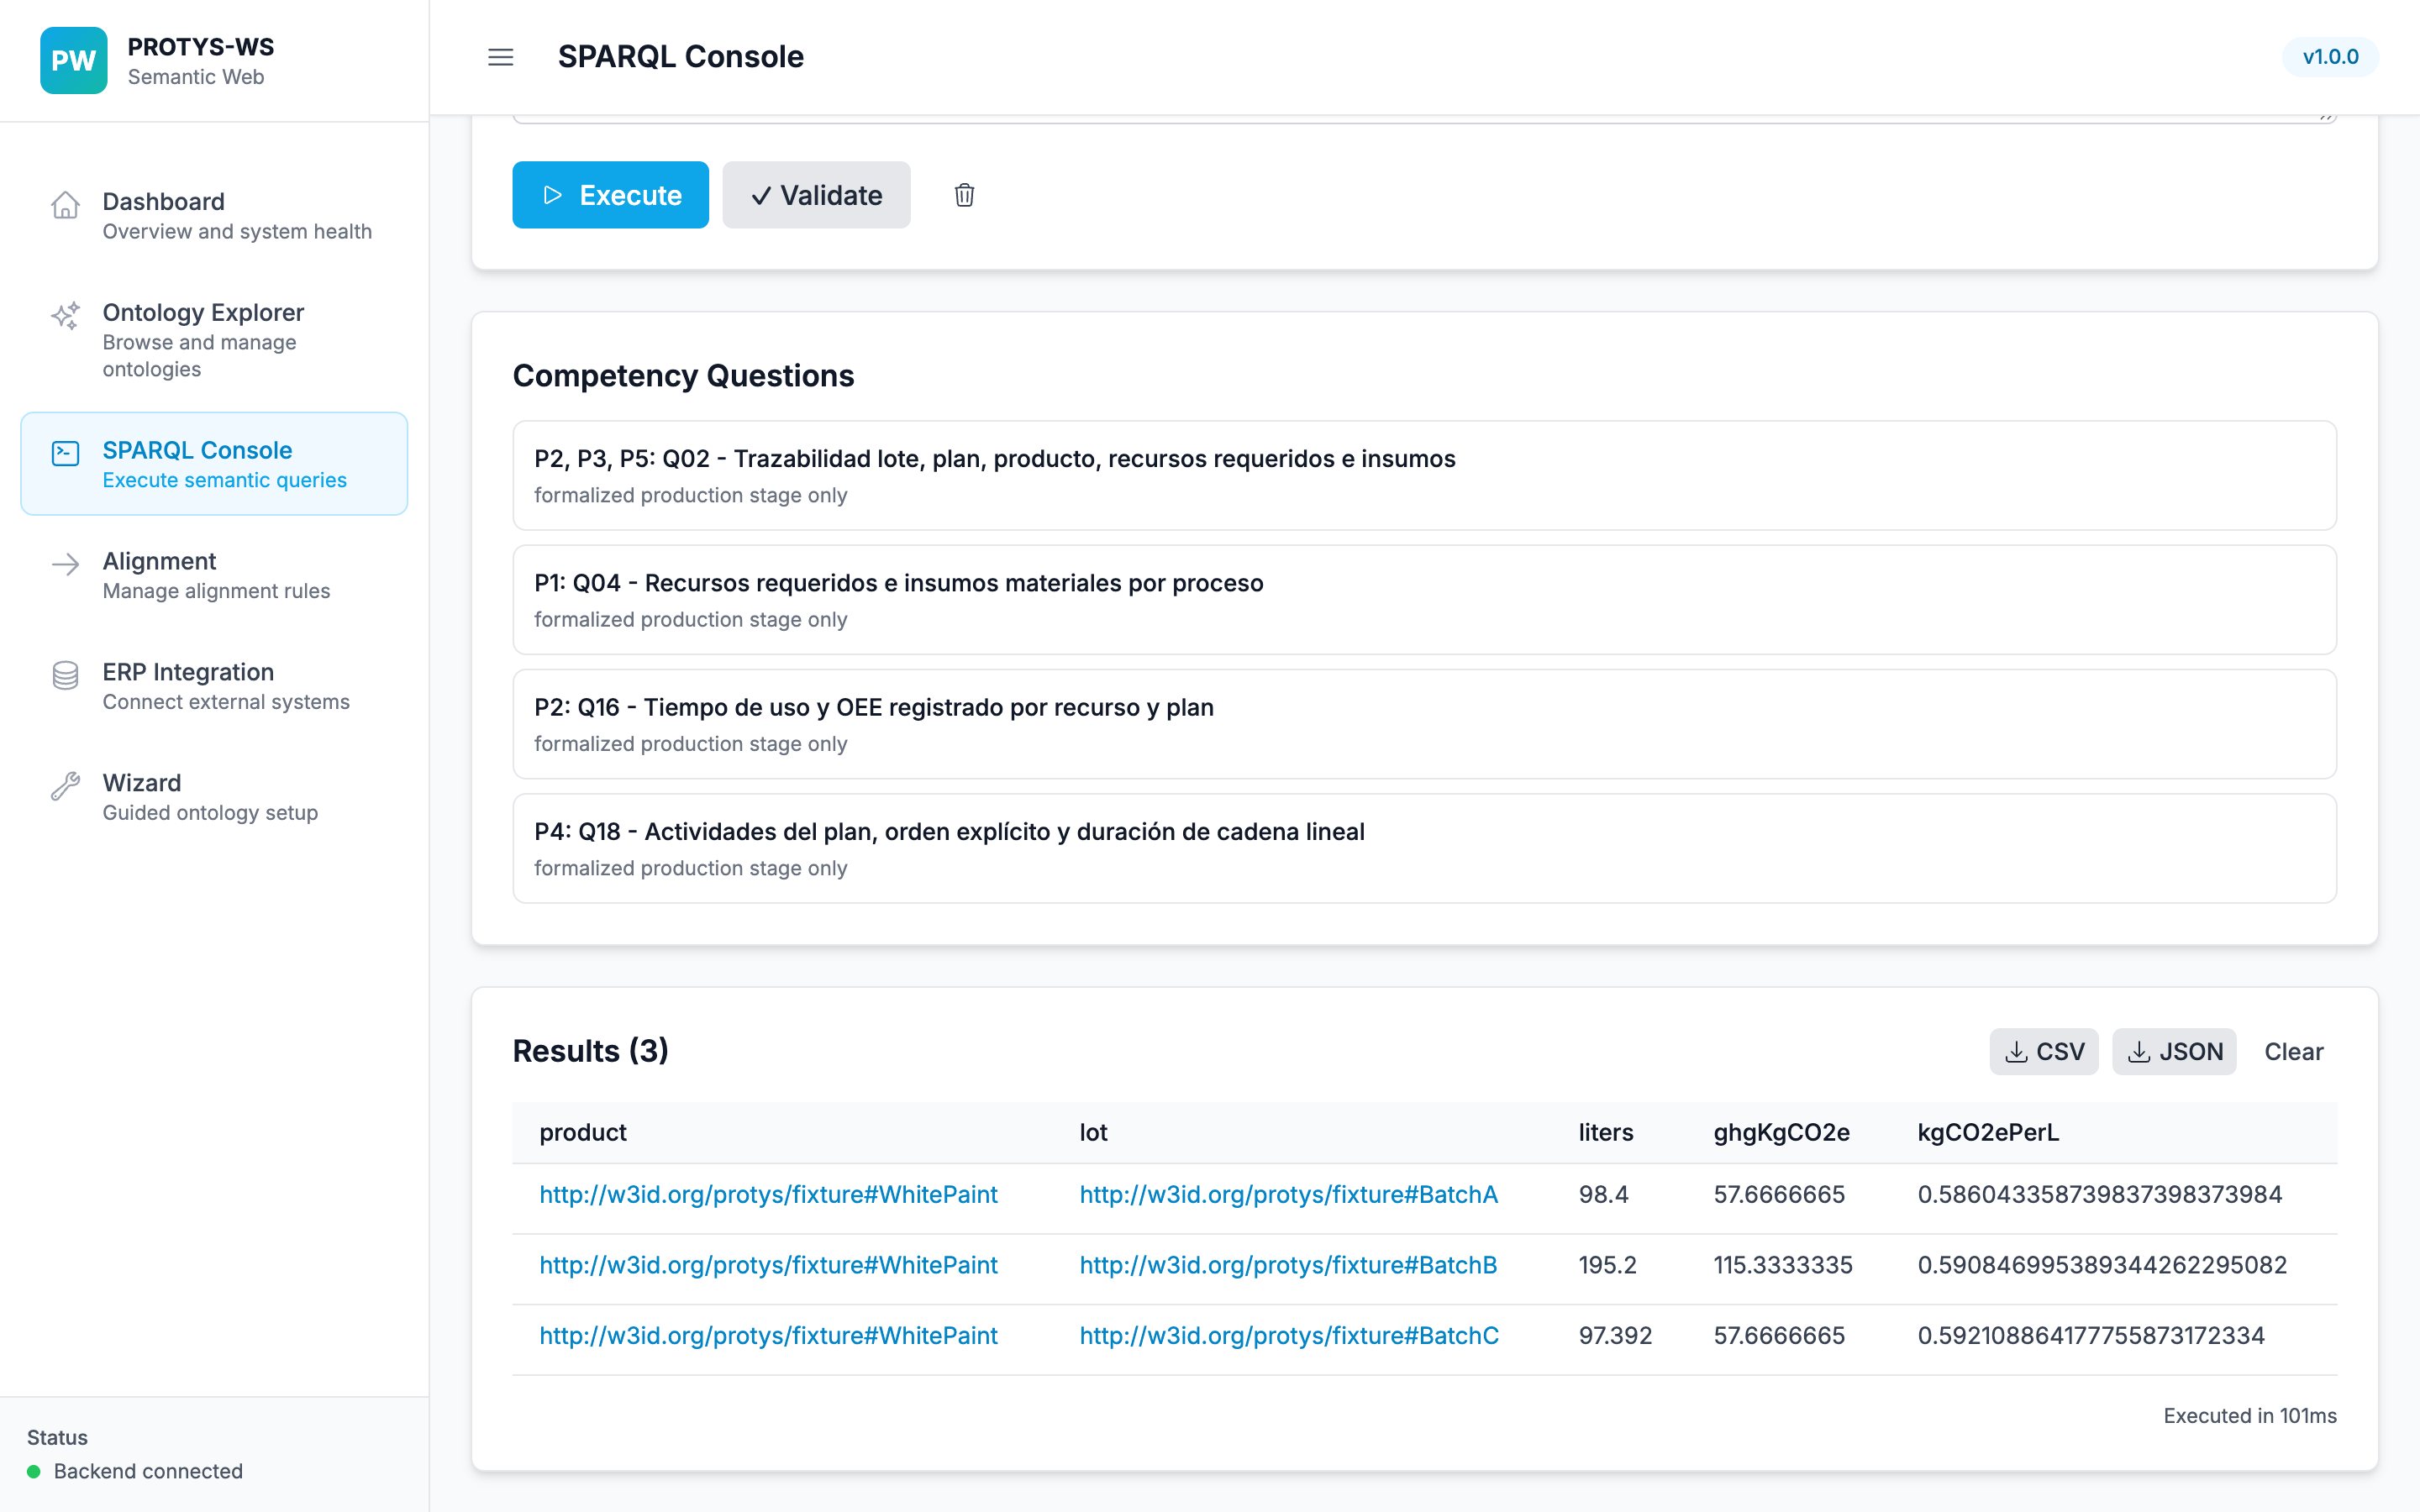 PW
PROTYS-WS
Semantic Web
Dashboard
Overview and system health
Ontology Explorer
Browse and manage
ontologies
SPARQL Console
Execute semantic queries
Alignment
Manage alignment rules
ERP Integration
Connect external systems
Wizard
Guided ontology setup
Status
Backend connected
SPARQL Console
v1.0.0
Execute
✓ Validate
Competency Questions
P2, P3, P5: Q02 - Trazabilidad lote, plan, producto, recursos requeridos e insumos
formalized production stage only
P1: Q04 - Recursos requeridos e insumos materiales por proceso
formalized production stage only
P2: Q16 - Tiempo de uso y OEE registrado por recurso y plan
formalized production stage only
P4: Q18 - Actividades del plan, orden explícito y duración de cadena lineal
formalized production stage only
Results (3)
CSV JSON Clear
product lot liters ghgKgCO2e kgCO2ePerL
http://w3id.org/protys/fixture#WhitePaint http://w3id.org/protys/fixture#BatchA 98.4 57.6666665 0.586043358739837398373984
http://w3id.org/protys/fixture#WhitePaint http://w3id.org/protys/fixture#BatchB 195.2 115.3333335 0.590846995389344262295082
http://w3id.org/protys/fixture#WhitePaint http://w3id.org/protys/fixture#BatchC 97.392 57.6666665 0.592108864177755873172334
Executed in 101ms